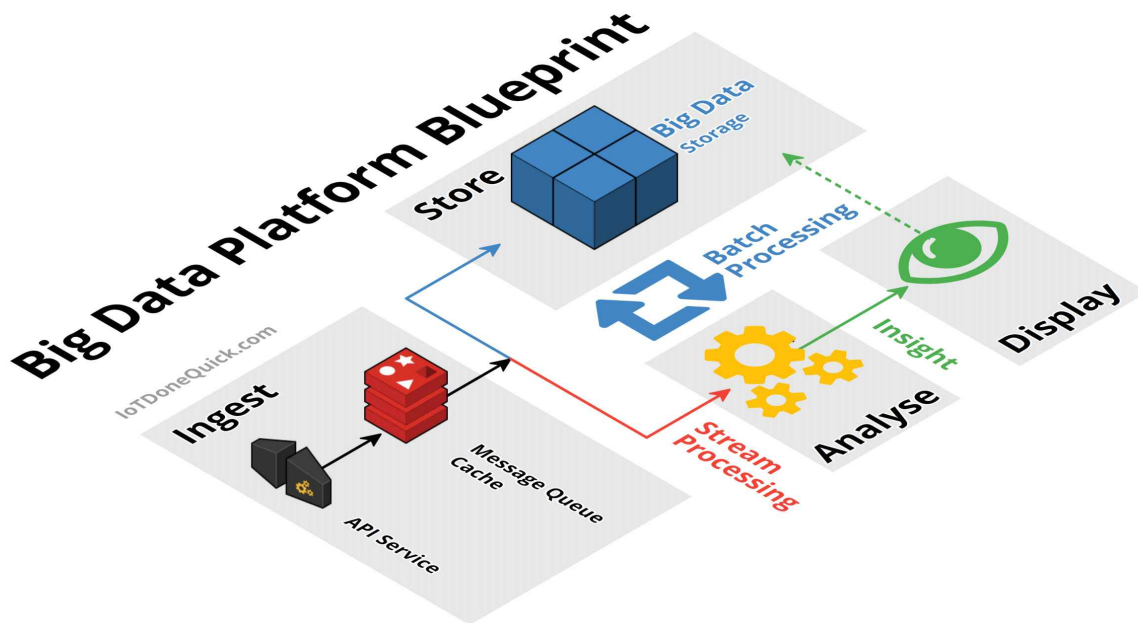 Big Data Platform Blueprint
IoTDoneQuick.com
Store
Big Data
Storage
Batch
Processing
Display
Insight
Analyse
Stream
Processing
Ingest
Message Queue
Cache
API Service